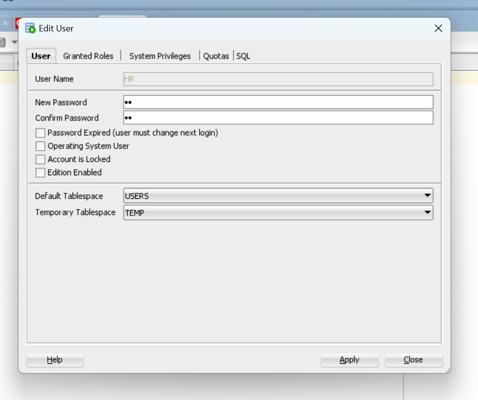 Edit User
User Granted Roles System Privileges Quotas SQL
User Name HR
New Password ●●
Confirm Password ●●
Password Expired (user must change next login)
Operating System User
Account is Locked
Edition Enabled
Default Tablespace USERS
Temporary Tablespace TEMP
Help Apply Close